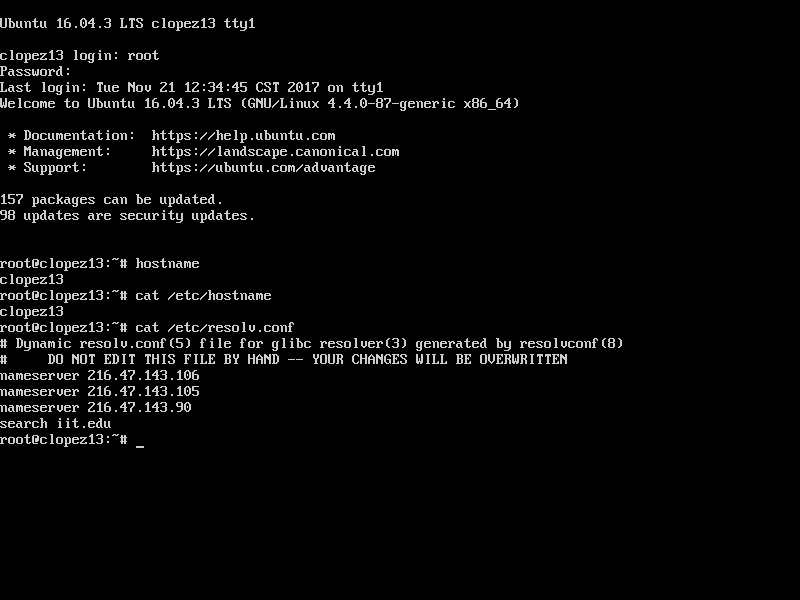 Ubuntu 16.04.3 LTS clopez13 tty1
clopez13 login: root
Password:
Last login: Tue Nov 21 12:34:45 CST 2017 on tty1
Welcome to Ubuntu 16.04.3 LTS (GNU/Linux 4.4.0-87-generic x86_64)
* Documentation:  https://help.ubuntu.com
* Management:     https://landscape.canonical.com
* Support:        https://ubuntu.com/advantage
157 packages can be updated.
98 updates are security updates.
root@clopez13:~# hostname
clopez13
root@clopez13:~# cat /etc/hostname
clopez13
root@clopez13:~# cat /etc/resolv.conf
# Dynamic resolv.conf(5) file for glibc resolver(3) generated by resolvconf(8)
#     DO NOT EDIT THIS FILE BY HAND -- YOUR CHANGES WILL BE OVERWRITTEN
nameserver 216.47.143.106
nameserver 216.47.143.105
nameserver 216.47.143.90
search iit.edu
root@clopez13:~# _